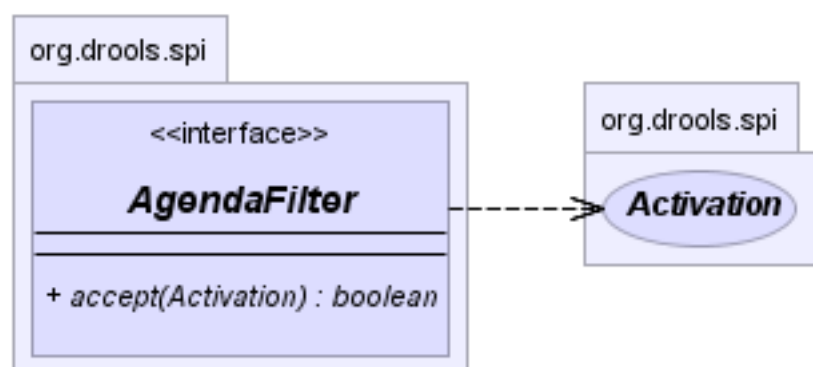 org.drools.spi
<<interface>>
AgendaFilter
+ accept(Activation) : boolean
org.drools.spi
Activation